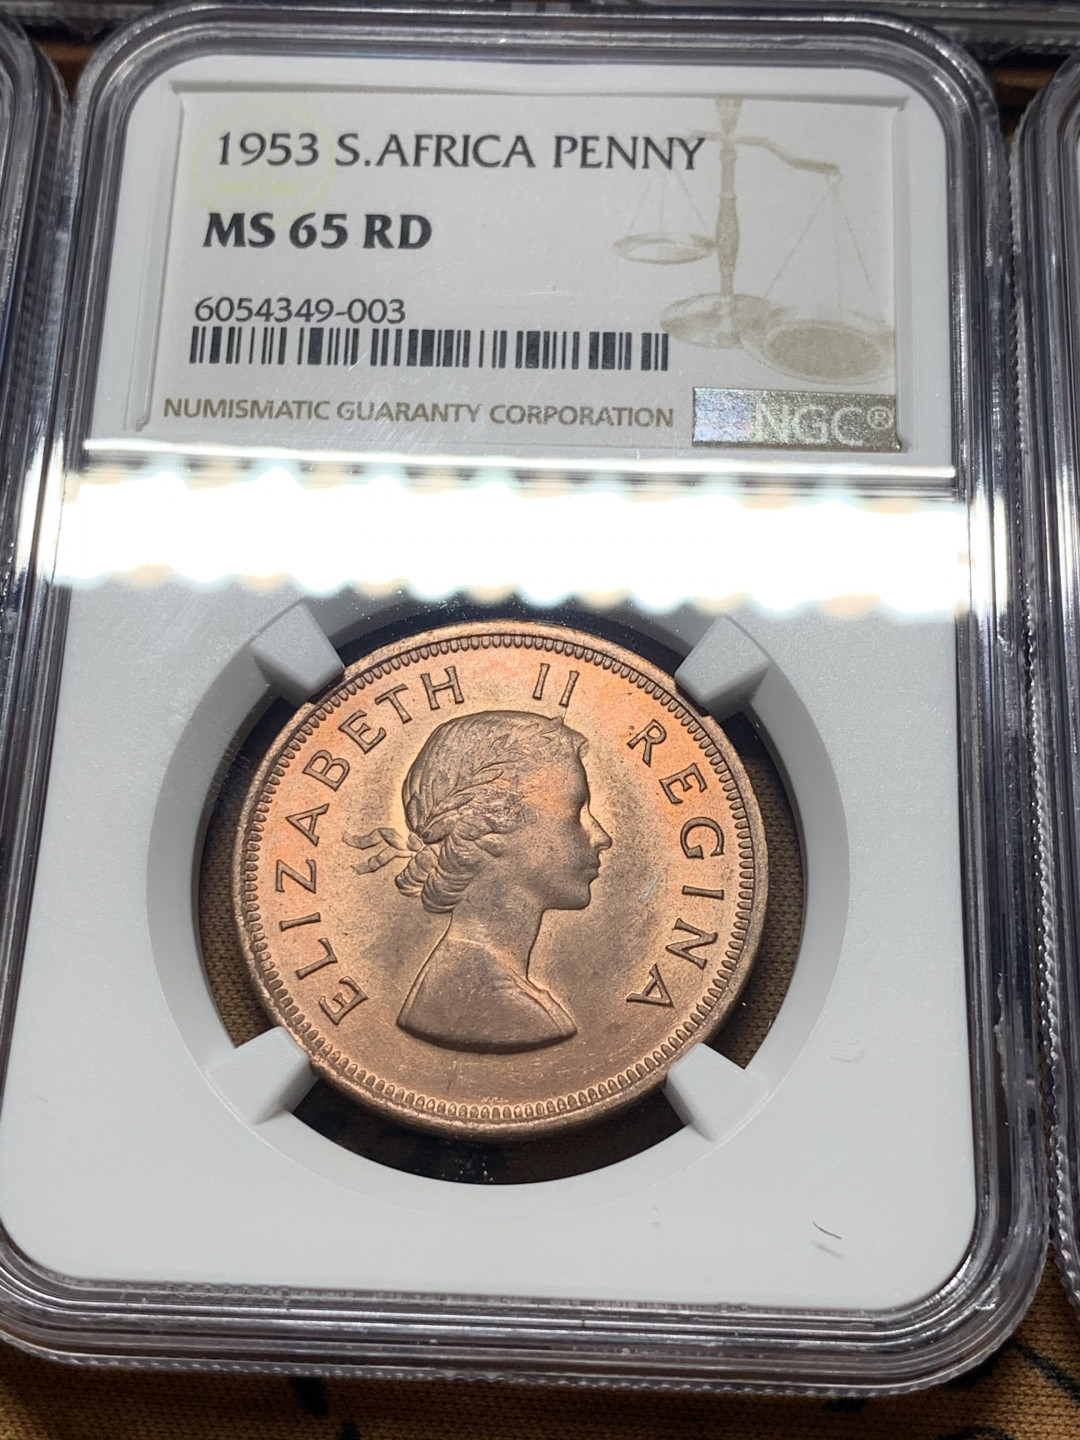 1953 S.AFRICA PENNY
MS 65 RD
6054349-003
NUMISMATIC GUARANTY CORPORATION
NGC®
ELIZABETH II REGINA